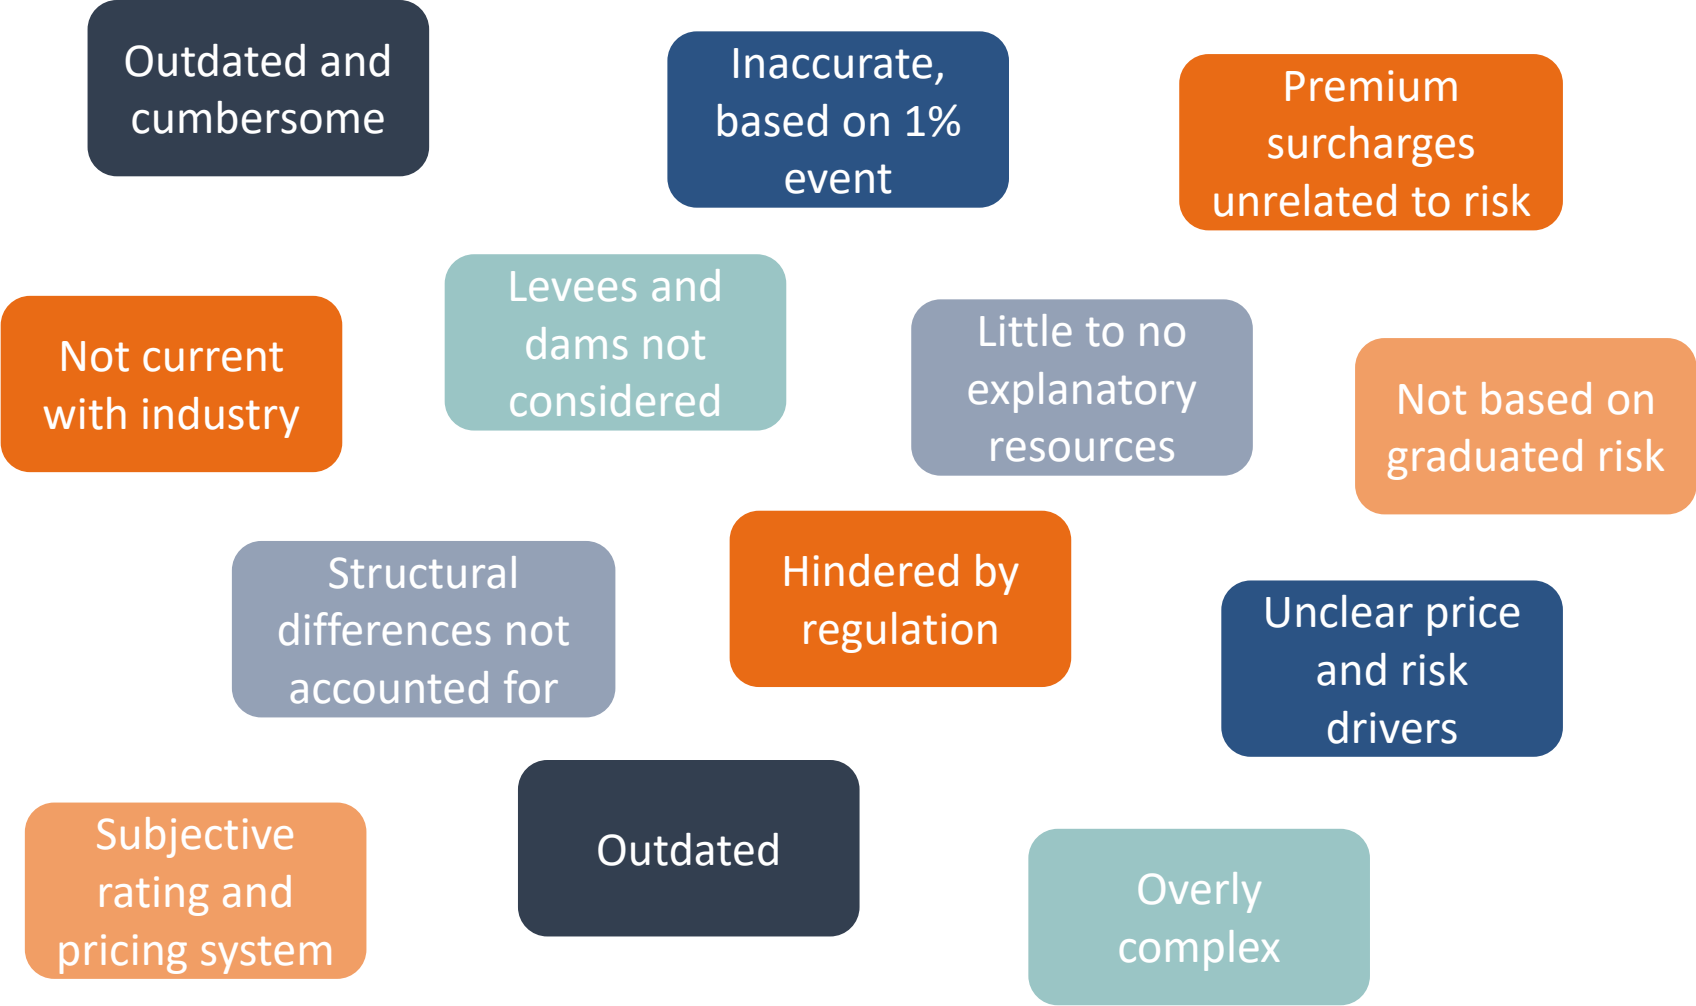 Outdated and
cumbersome
Inaccurate,
based on 1%
event
Premium
surcharges
unrelated to risk
Not current
with industry
Levees and
dams not
considered
Little to no
explanatory
resources
Not based on
graduated risk
Structural
differences not
accounted for
Hindered by
regulation
Unclear price
and risk
drivers
Subjective
rating and
pricing system
Outdated
Overly
complex